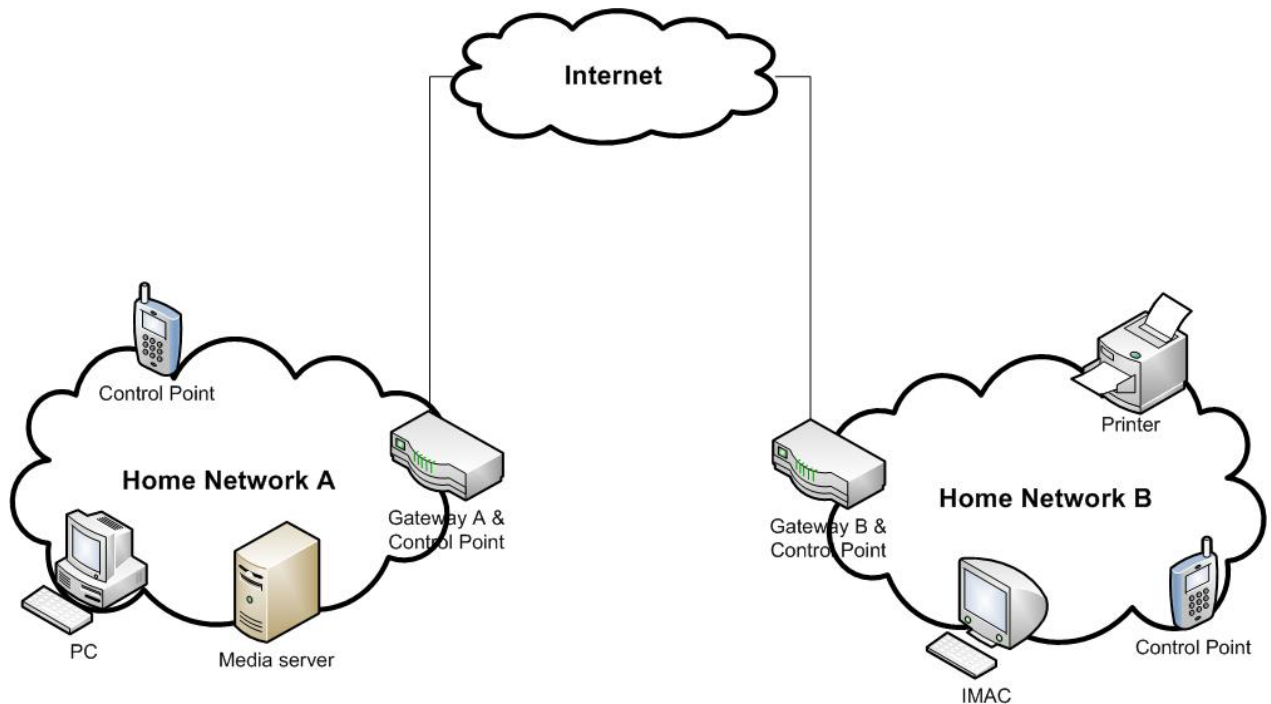 Internet
Control Point
Home Network A
Gateway A &
Control Point
PC
Media server
Printer
Home Network B
Gateway B &
Control Point
IMAC
Control Point